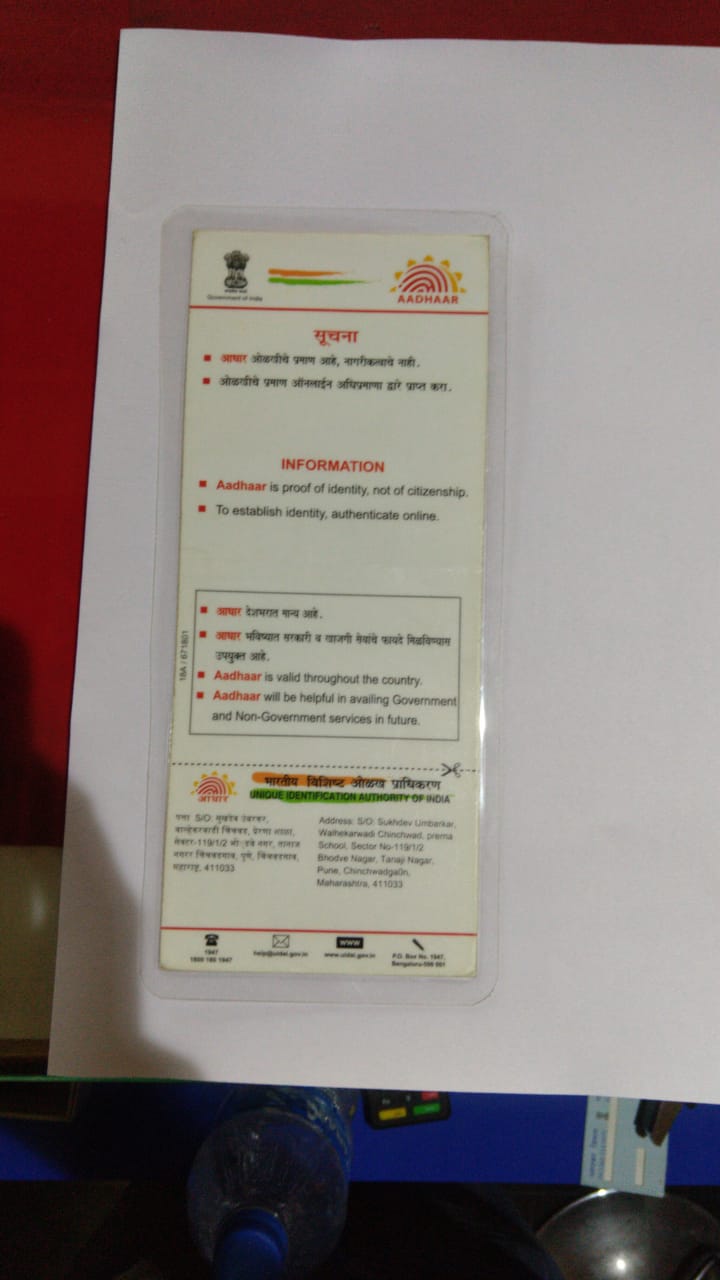 Government of India
AADHAAR
सूचना
आधार ओळखीचे प्रमाण आहे, नागरीकत्वाचे नाही.
ओळखीचे प्रमाण ऑनलाईन अधिप्रमाणा द्वारे प्राप्त करा.
INFORMATION
Aadhaar is proof of identity, not of citizenship.
To establish identity, authenticate online.
आधार देशभरात मान्य आहे.
आधार भविष्यात सरकारी व खाजगी सेवांचे फायदे मिळविण्यास
उपयुक्त आहे.
Aadhaar is valid throughout the country.
Aadhaar will be helpful in availing Government
and Non-Government services in future.
18A / 671801
आधार
भारतीय विशिष्ट ओळख प्राधिकरण
UNIQUE IDENTIFICATION AUTHORITY OF INDIA
पत्ता S/O: सुखदेव उंबरकर,
वाल्हेकरवाडी चिंचवड, प्रेरणा शाळा,
सेक्टर-119/1/2 नगर, तानाजी
नगरर चिंचवडगाव, पुणे, चिंचवडगाव,
महाराष्ट्र, 411033
Address: S/O: Sukhdev Umbarkar,
Walhekarwadi Chinchwad, prerna
School, Sector No-119/1/2
Bhodve Nagar, Tanaji Nagar,
Pune, Chinchwadga0n,
Maharashtra, 411033
1947
1800 180 1947
help@uidai.gov.in
www
www.uidai.gov.in
P.O. Box No. 1947,
Bengaluru-560 001